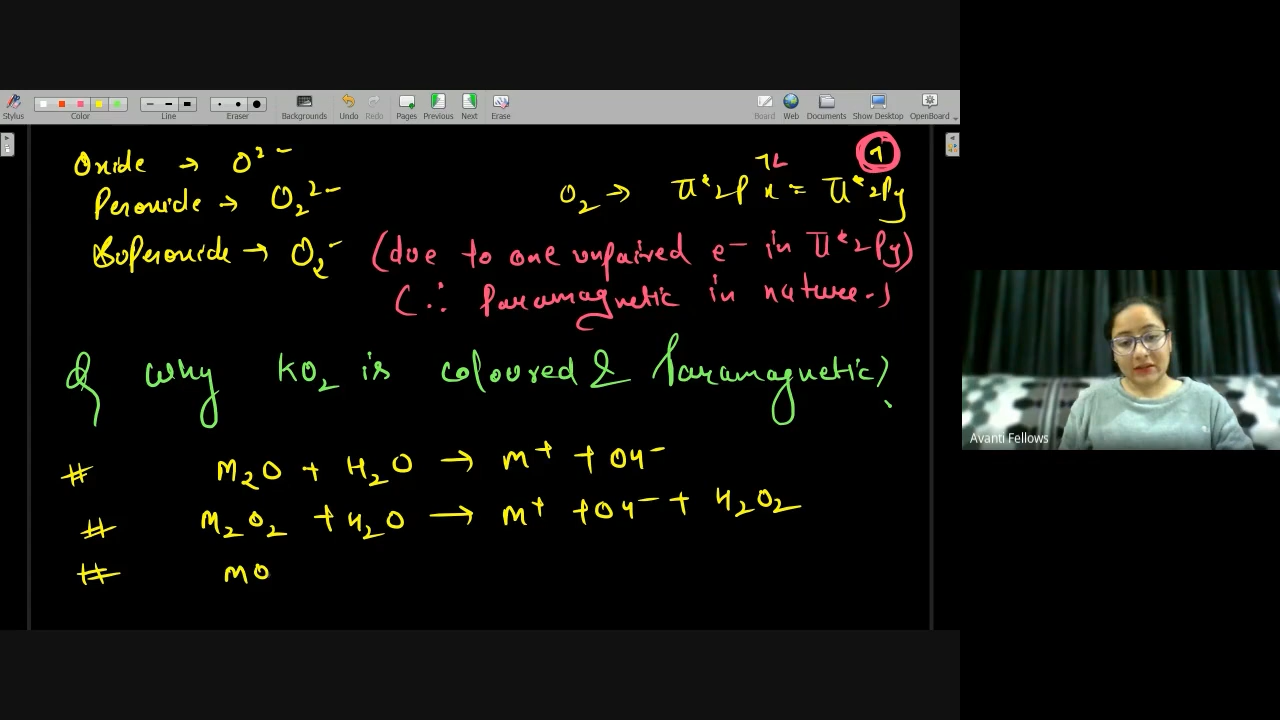 Stylus Color Line Eraser Backgrounds Undo Redo Pages Previous Next Erase Board Web Documents Show Desktop OpenBoard
Oxide → O²⁻
Peroxide → O₂²⁻
Superoxide → O₂⁻ (due to one unpaired e⁻ in π*2Py)
(∴ Paramagnetic in nature.)
O₂ → π*2Px = π*2Py
1L 1
Q Why KO₂ is coloured & Paramagnetic?
# M₂O + H₂O → M⁺ + OH⁻
# M₂O₂ + H₂O → M⁺ + OH⁻ + H₂O₂
# MO
Avanti Fellows